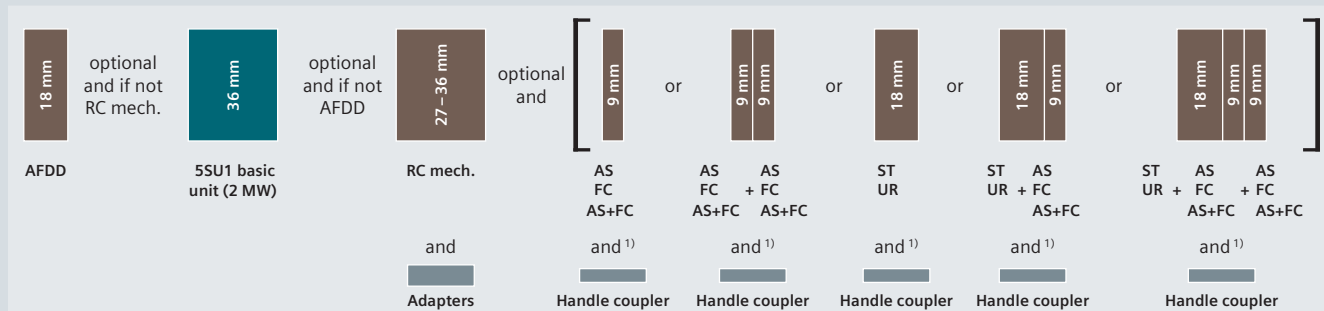 18 mm
optional
and if not
RC mech.
36 mm
optional
and if not
AFDD
27 – 36 mm
optional
and
9 mm
or
9 mm
9 mm
or
18 mm
or
18 mm
9 mm
or
18 mm
9 mm
9 mm
AFDD
5SU1 basic
unit (2 MW)
RC mech.
AS
FC
AS+FC
AS AS
FC + FC
AS+FC AS+FC
ST
UR
ST AS
UR + FC
AS+FC
ST AS AS
UR + FC + FC
AS+FC AS+FC
and
and 1)
and 1)
and 1)
and 1)
and 1)
Adapters
Handle coupler
Handle coupler
Handle coupler
Handle coupler
Handle coupler